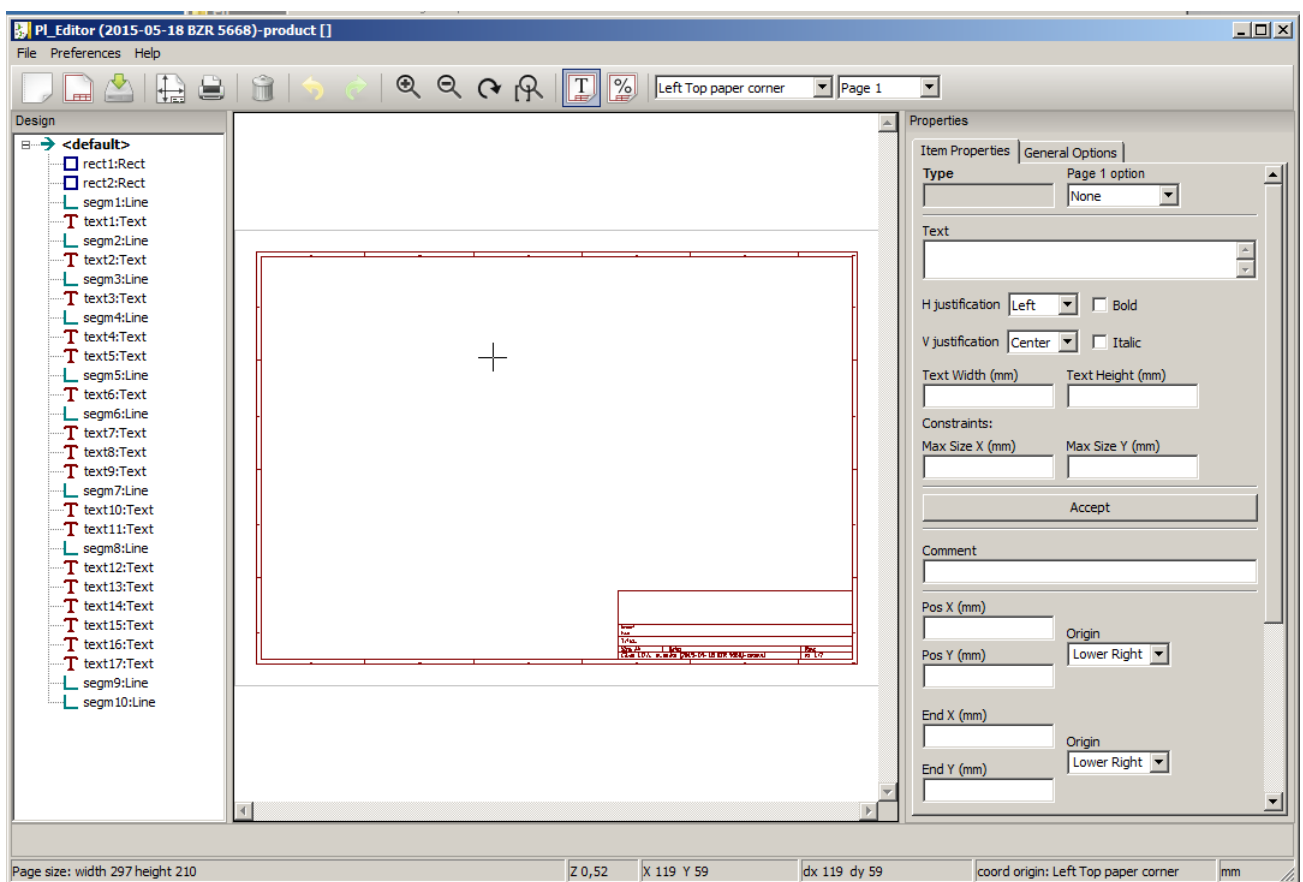 Pl_Editor (2015-05-18 BZR 5668)-product []
File Preferences Help
T % Left Top paper corner Page 1
Design
<default>
rect1:Rect
rect2:Rect
segm1:Line
text1:Text
segm2:Line
text2:Text
segm3:Line
text3:Text
segm4:Line
text4:Text
text5:Text
segm5:Line
text6:Text
segm6:Line
text7:Text
text8:Text
text9:Text
segm7:Line
text10:Text
text11:Text
segm8:Line
text12:Text
text13:Text
text14:Text
text15:Text
text16:Text
text17:Text
segm9:Line
segm10:Line
Properties
Item Properties General Options
Type Page 1 option
None
Text
H justification Left Bold
V justification Center Italic
Text Width (mm) Text Height (mm)
Constraints:
Max Size X (mm) Max Size Y (mm)
Accept
Comment
Pos X (mm)
Origin
Pos Y (mm) Lower Right
End X (mm)
Origin
End Y (mm) Lower Right
Page size: width 297 height 210 Z 0,52 X 119 Y 59 dx 119 dy 59 coord origin: Left Top paper corner mm